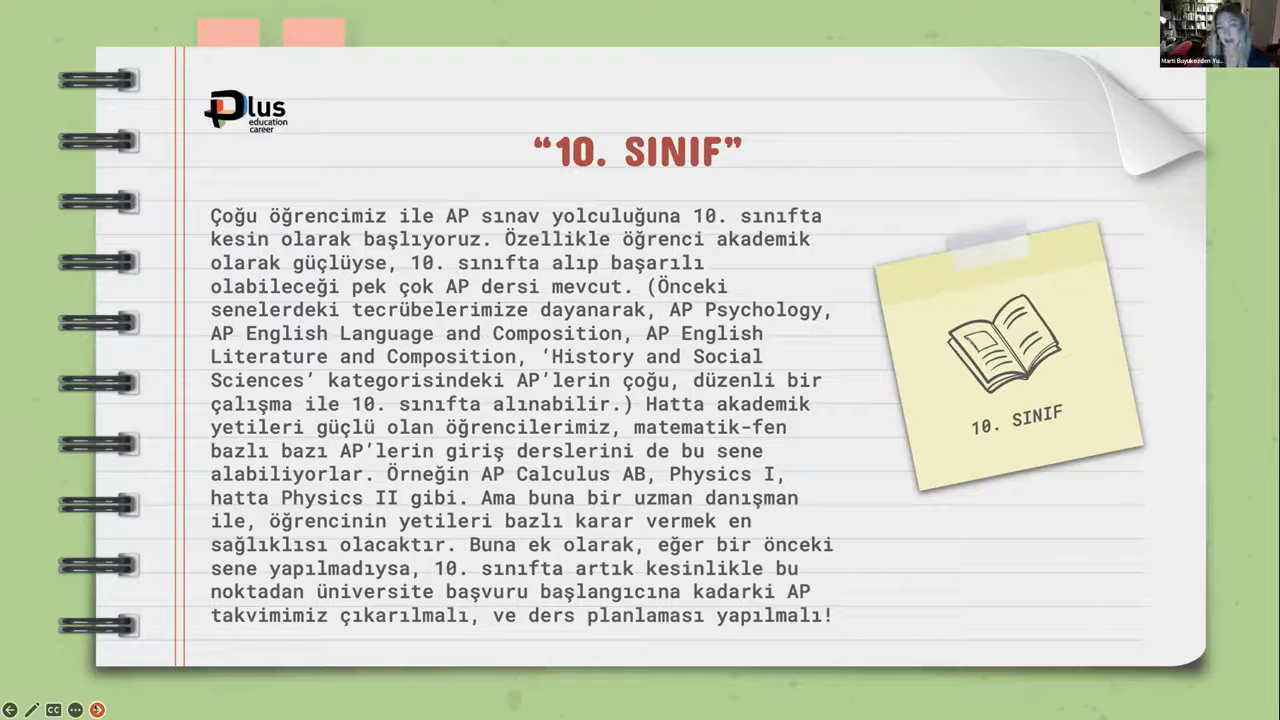 Marti Buyukozden Yu...
Plus
education
career
“10. SINIF”
Çoğu öğrencimiz ile AP sınav yolculuğuna 10. sınıfta
kesin olarak başlıyoruz. Özellikle öğrenci akademik
olarak güçlüyse, 10. sınıfta alıp başarılı
olabileceği pek çok AP dersi mevcut. (Önceki
senelerdeki tecrübelerimize dayanarak, AP Psychology,
AP English Language and Composition, AP English
Literature and Composition, ‘History and Social
Sciences’ kategorisindeki AP’lerin çoğu, düzenli bir
çalışma ile 10. sınıfta alınabilir.) Hatta akademik
yetileri güçlü olan öğrencilerimiz, matematik-fen
bazlı bazı AP’lerin giriş derslerini de bu sene
alabiliyorlar. Örneğin AP Calculus AB, Physics I,
hatta Physics II gibi. Ama buna bir uzman danışman
ile, öğrencinin yetileri bazlı karar vermek en
sağlıklısı olacaktır. Buna ek olarak, eğer bir önceki
sene yapılmadıysa, 10. sınıfta artık kesinlikle bu
noktadan üniversite başvuru başlangıcına kadarki AP
takvimimiz çıkarılmalı, ve ders planlaması yapılmalı!
10. SINIF
CC